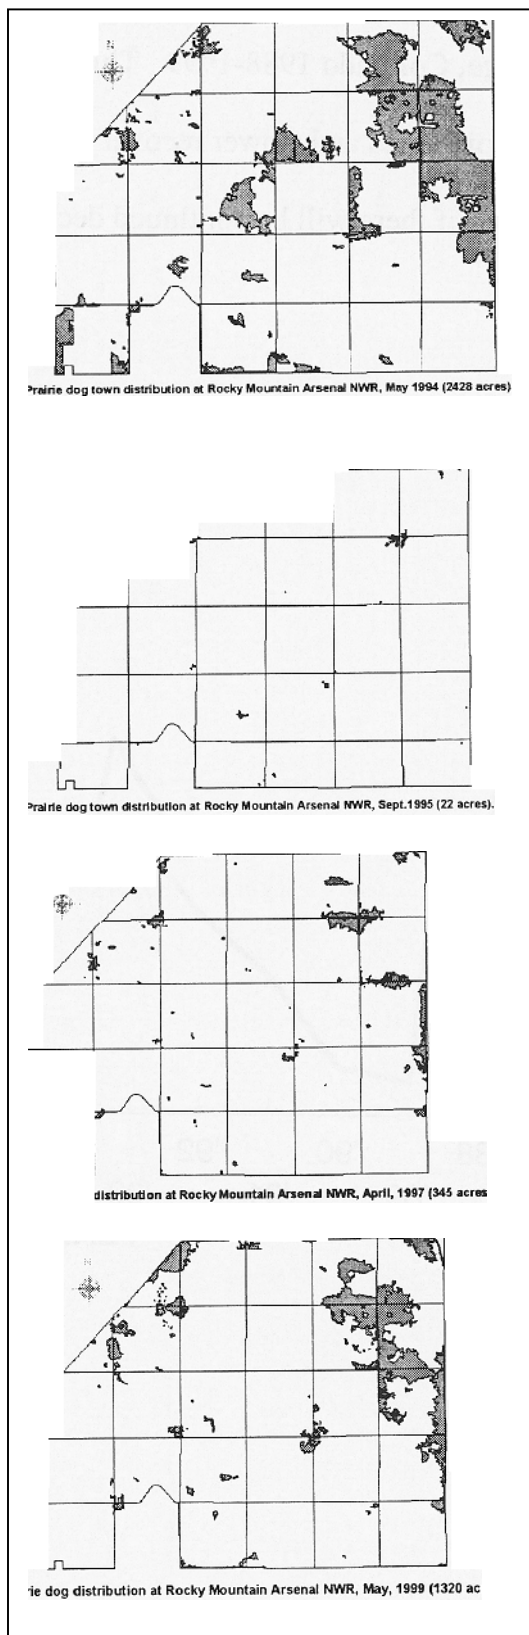 Prairie dog town distribution at Rocky Mountain Arsenal NWR, May 1994 (2428 acres)
Prairie dog town distribution at Rocky Mountain Arsenal NWR, Sept.1995 (22 acres).
distribution at Rocky Mountain Arsenal NWR, April, 1997 (345 acres
rie dog distribution at Rocky Mountain Arsenal NWR, May, 1999 (1320 ac